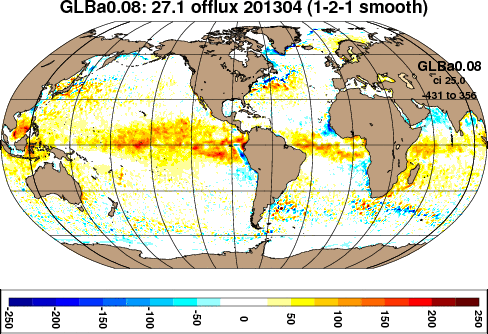 GLBa0.08: 27.1 offlux 201304 (1-2-1 smooth)
GLBa0.08
ci 25.0
-431 to 356
-250 -200 -150 -100 -50 0 50 100 150 200 250